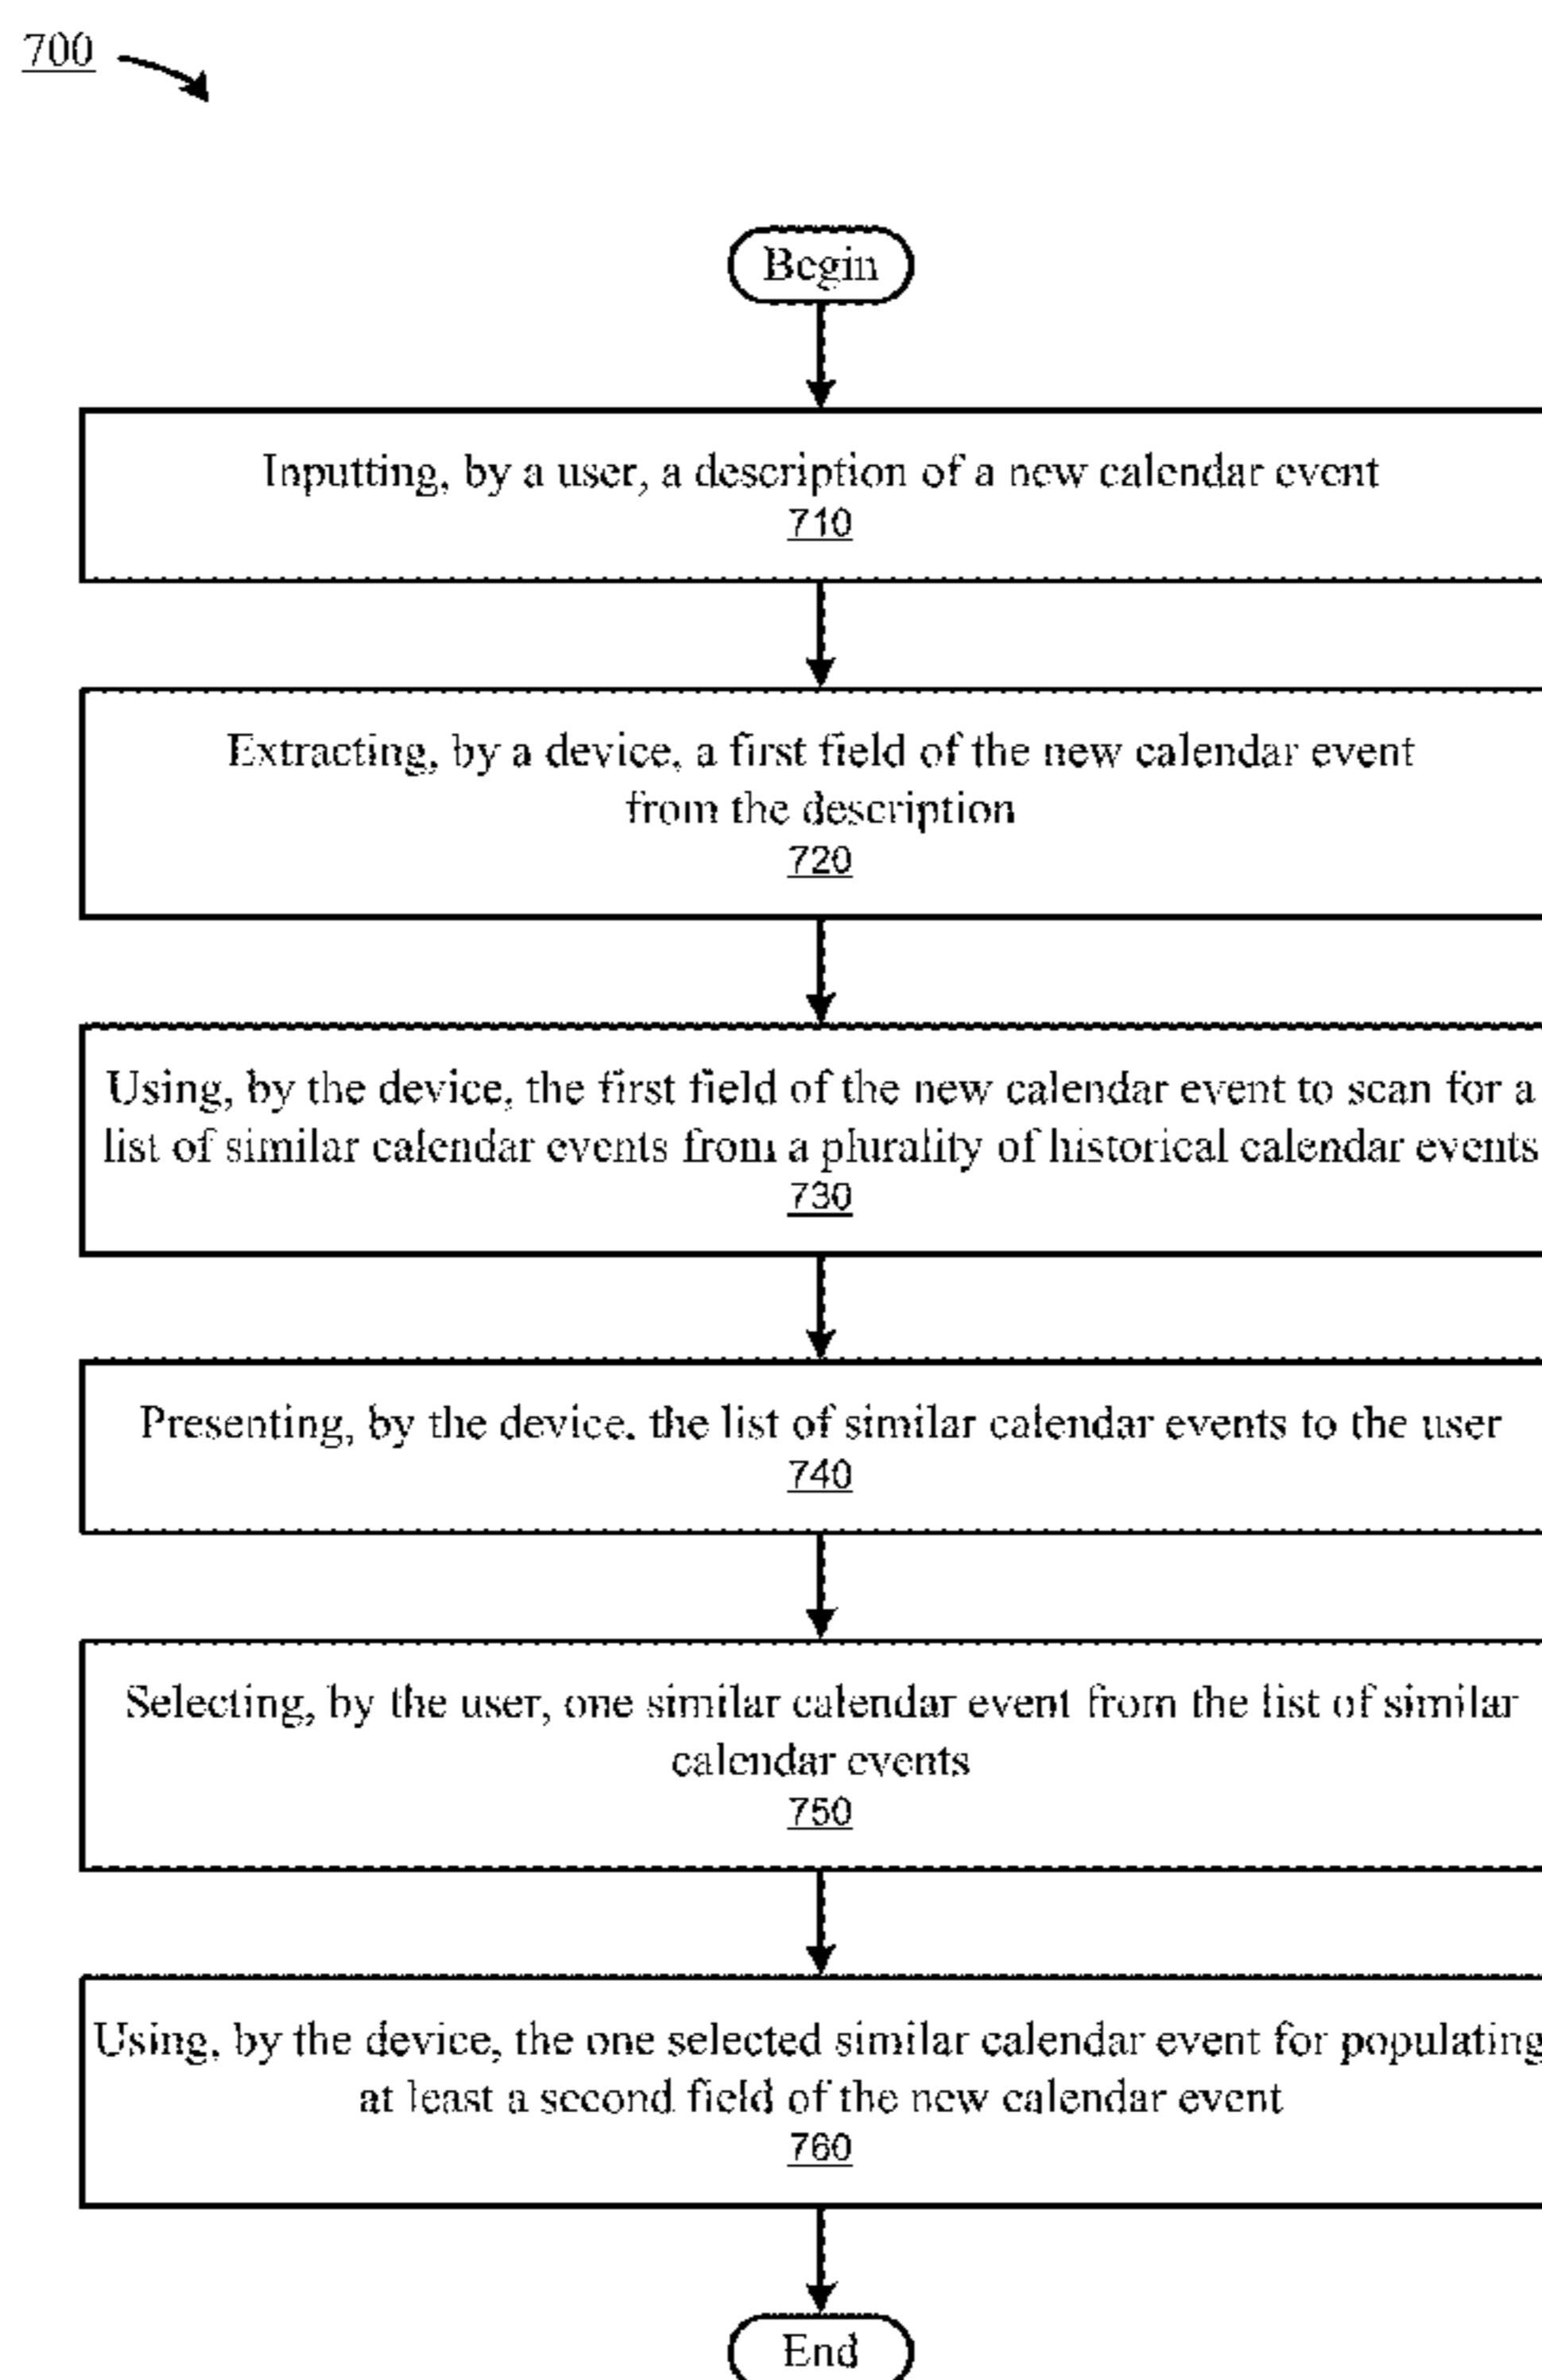 700
Begin
Inputting, by a user, a description of a new calendar event
710
Extracting, by a device, a first field of the new calendar event
from the description
720
Using, by the device, the first field of the new calendar event to scan for a
list of similar calendar events from a plurality of historical calendar events
730
Presenting, by the device, the list of similar calendar events to the user
740
Selecting, by the user, one similar calendar event from the list of similar
calendar events
750
Using, by the device, the one selected similar calendar event for populating
at least a second field of the new calendar event
760
End